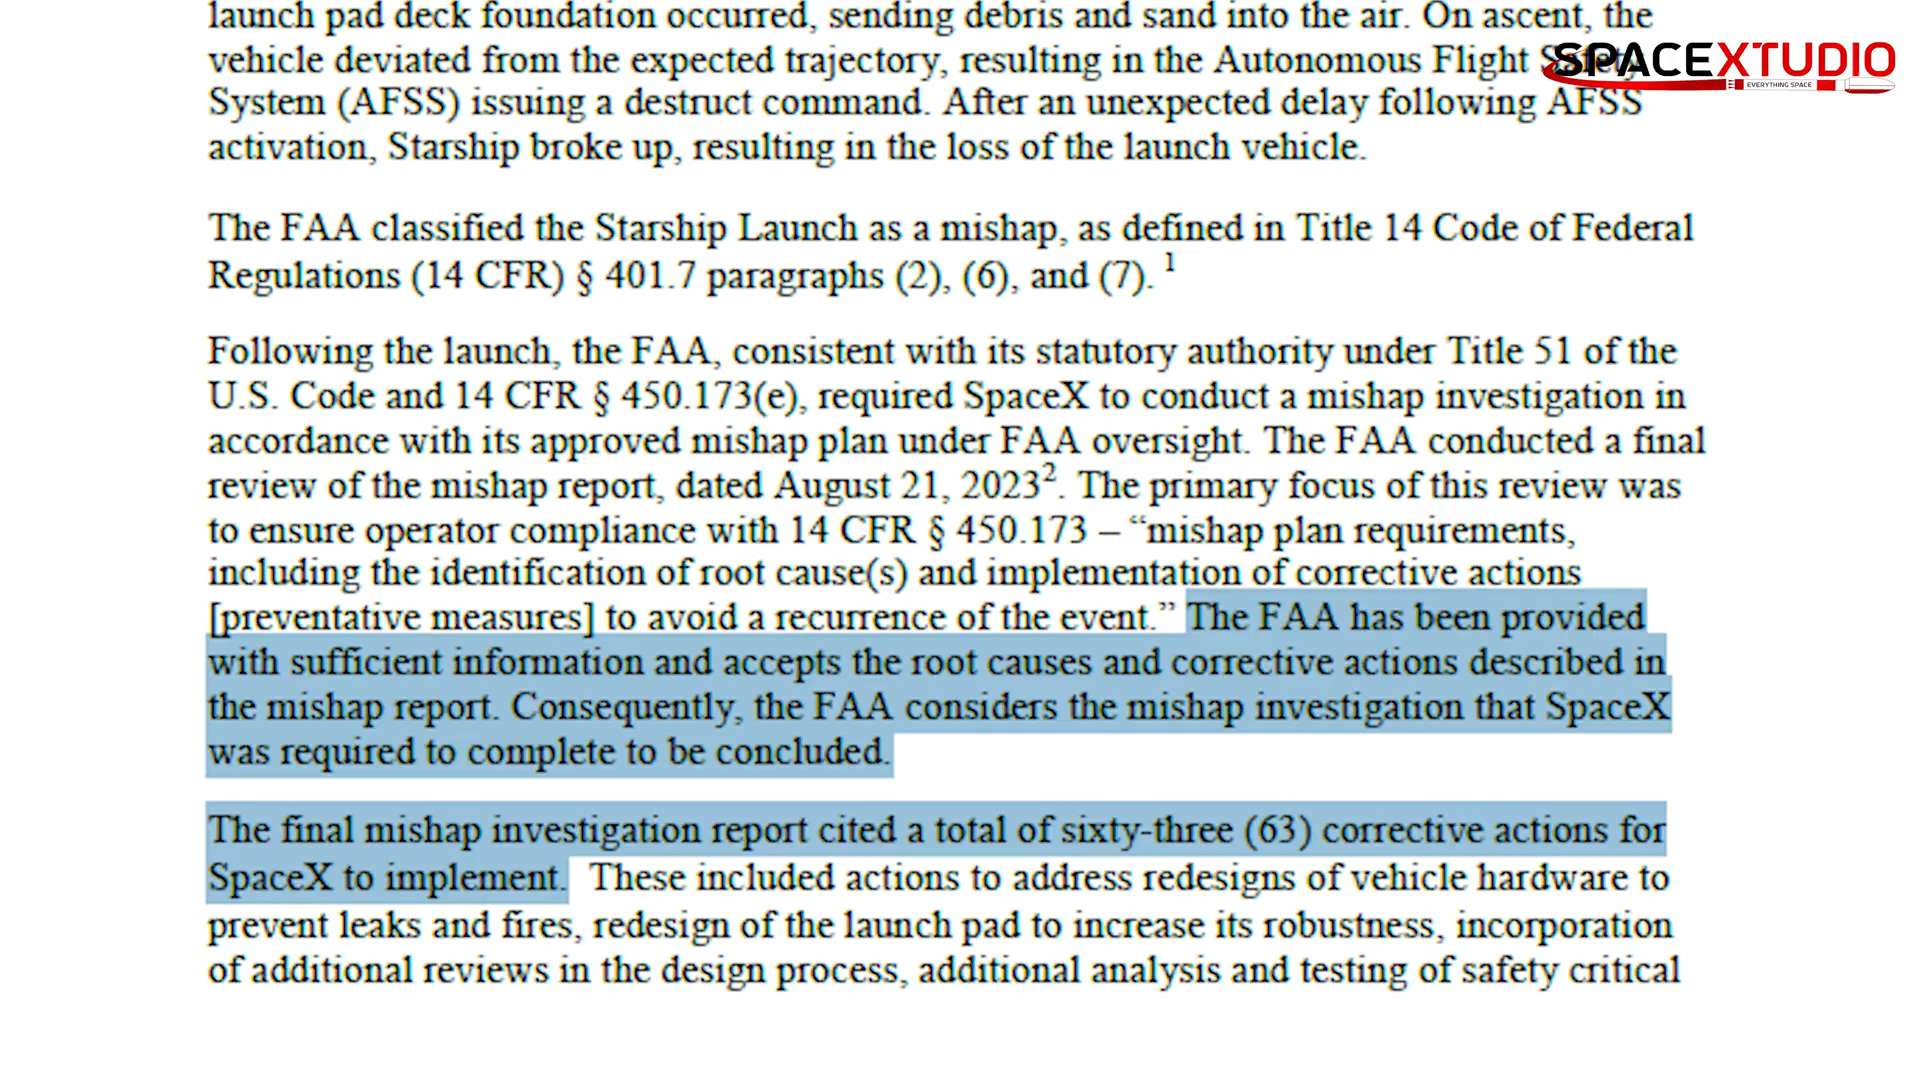 launch pad deck foundation occurred, sending debris and sand into the air. On ascent, the
vehicle deviated from the expected trajectory, resulting in the Autonomous Flight Safety
SPACEXTUDIO
EVERYTHING SPACE
System (AFSS) issuing a destruct command. After an unexpected delay following AFSS
activation, Starship broke up, resulting in the loss of the launch vehicle.
The FAA classified the Starship Launch as a mishap, as defined in Title 14 Code of Federal
Regulations (14 CFR) § 401.7 paragraphs (2), (6), and (7). 1
Following the launch, the FAA, consistent with its statutory authority under Title 51 of the
U.S. Code and 14 CFR § 450.173(e), required SpaceX to conduct a mishap investigation in
accordance with its approved mishap plan under FAA oversight. The FAA conducted a final
review of the mishap report, dated August 21, 20232. The primary focus of this review was
to ensure operator compliance with 14 CFR § 450.173 – “mishap plan requirements,
including the identification of root cause(s) and implementation of corrective actions
[preventative measures] to avoid a recurrence of the event.” The FAA has been provided
with sufficient information and accepts the root causes and corrective actions described in
the mishap report. Consequently, the FAA considers the mishap investigation that SpaceX
was required to complete to be concluded.
The final mishap investigation report cited a total of sixty-three (63) corrective actions for
SpaceX to implement. These included actions to address redesigns of vehicle hardware to
prevent leaks and fires, redesign of the launch pad to increase its robustness, incorporation
of additional reviews in the design process, additional analysis and testing of safety critical